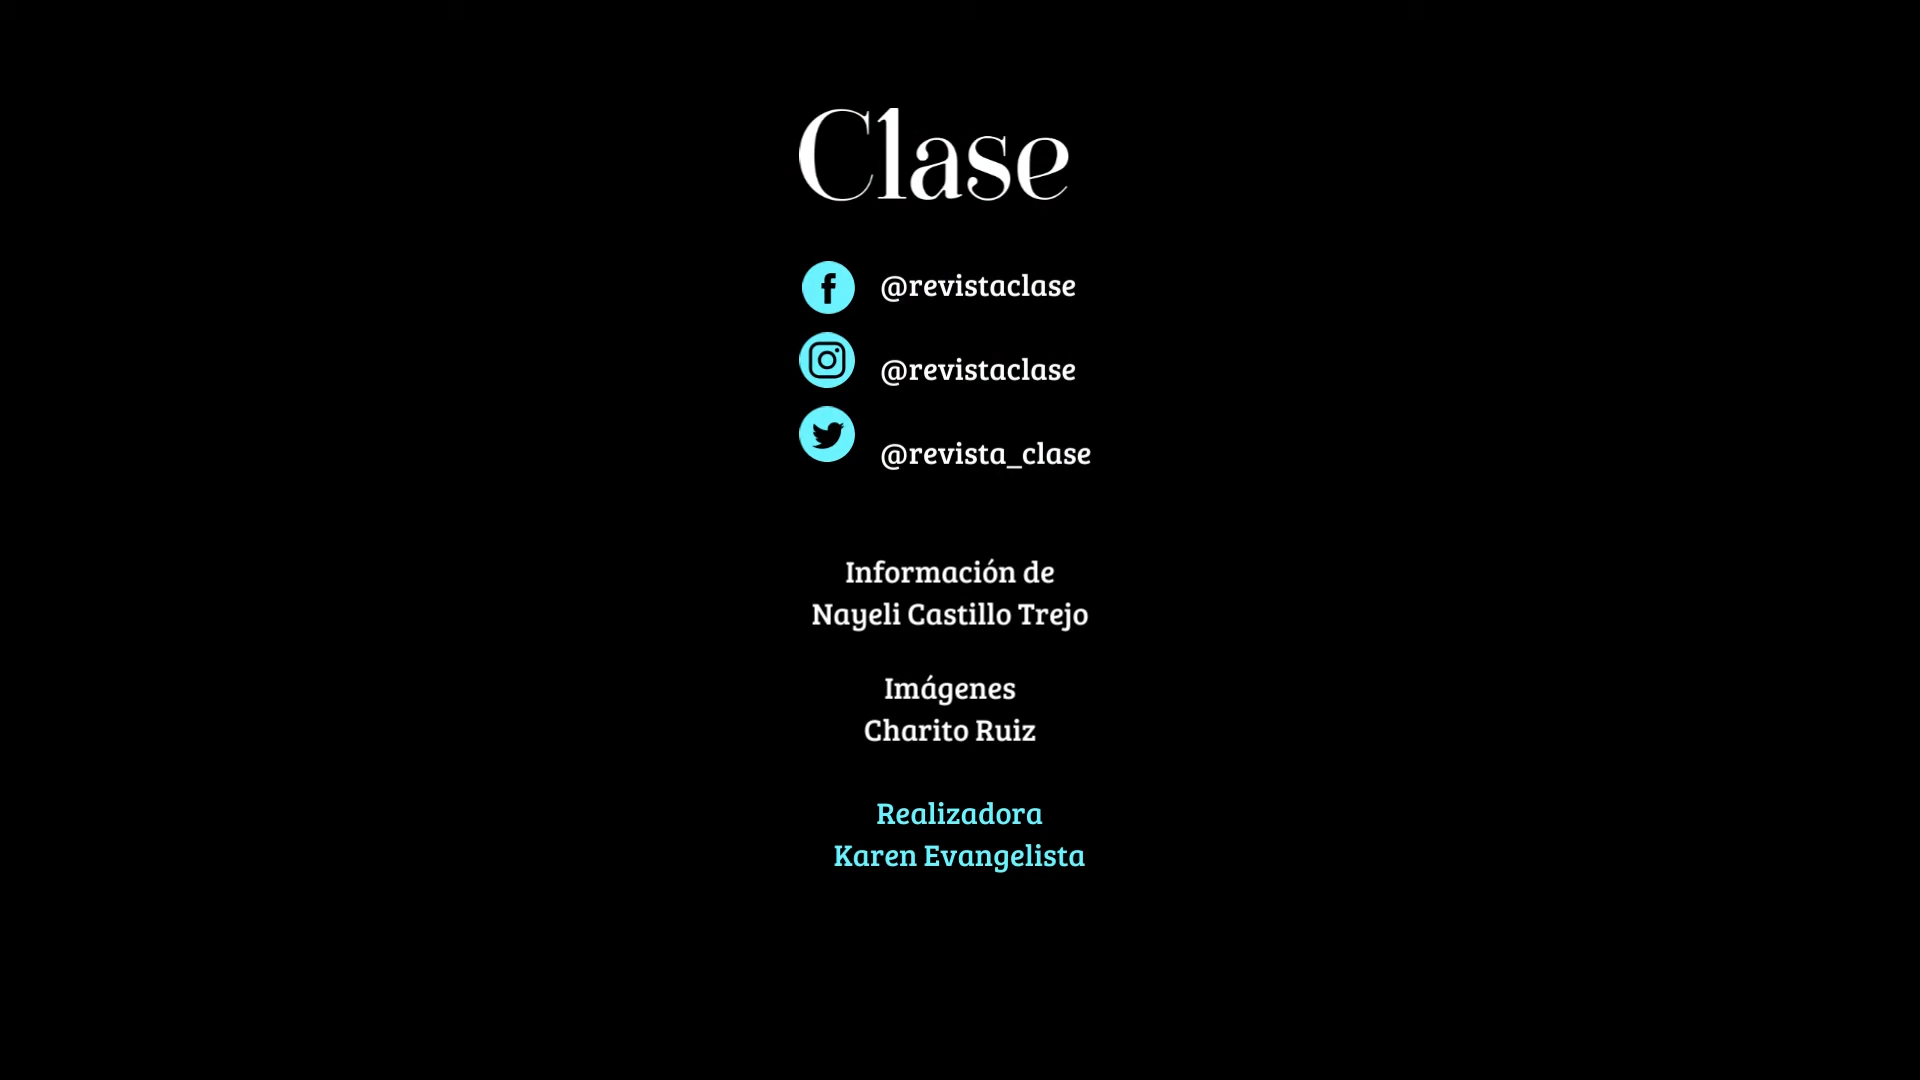 Clase
@revistaclase
@revistaclase
@revista_clase
Información de
Nayeli Castillo Trejo
Imágenes
Charito Ruiz
Realizadora
Karen Evangelista